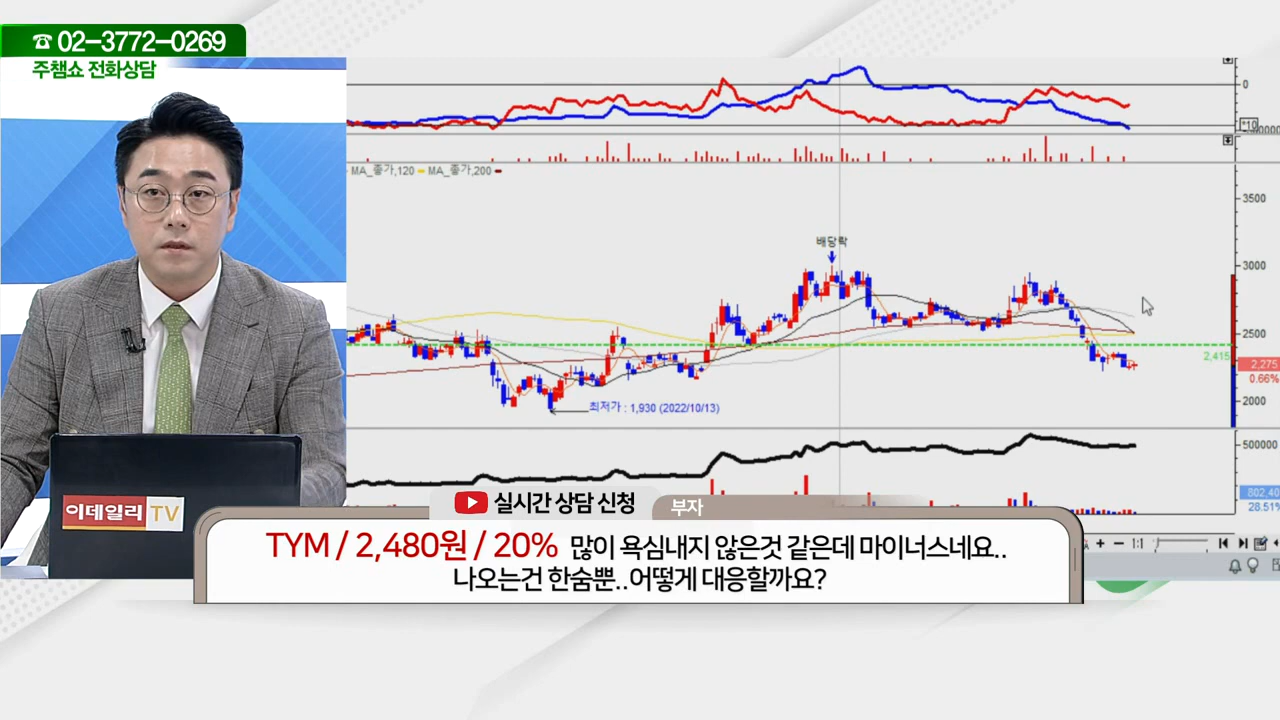 ☎ 02-3772-0269
주챔쇼 전화상담
MA_종가,120 MA_종가,200
0
*10
3500
3000
2500
2,415
2,275
0.66%
2000
배당락
최저가 : 1,930 (2022/10/13)
500000
28.51%
1:1
이데일리 TV
실시간 상담 신청
부자
TYM / 2,480원 / 20% 많이 욕심내지 않은것 같은데 마이너스네요..
나오는건 한숨뿐..어떻게 대응할까요?